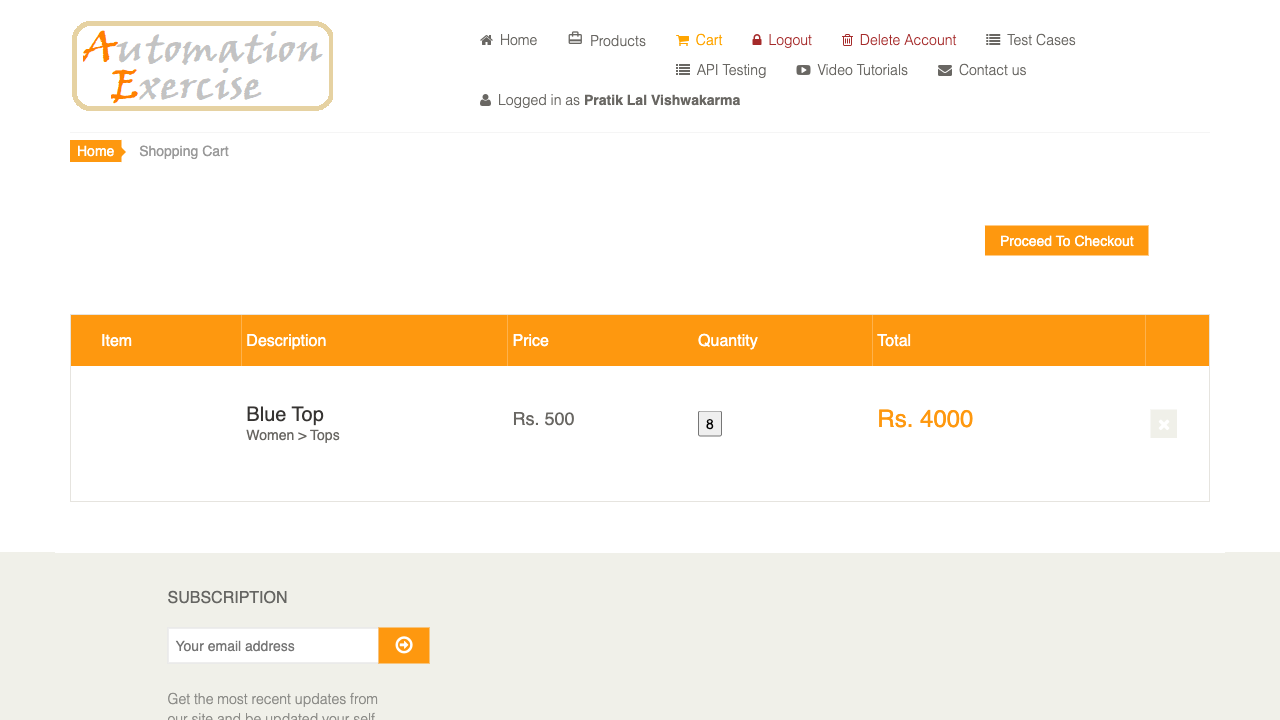 Automation
Exercise
Home
Products
Cart
Logout
Delete Account
Test Cases
API Testing
Video Tutorials
Contact us
Logged in as Pratik Lal Vishwakarma
Home
Shopping Cart
Proceed To Checkout
Item
Description
Price
Quantity
Total
Blue Top
Women > Tops
Rs. 500
8
Rs. 4000
SUBSCRIPTION
Your email address
Get the most recent updates from
our site and be updated your self